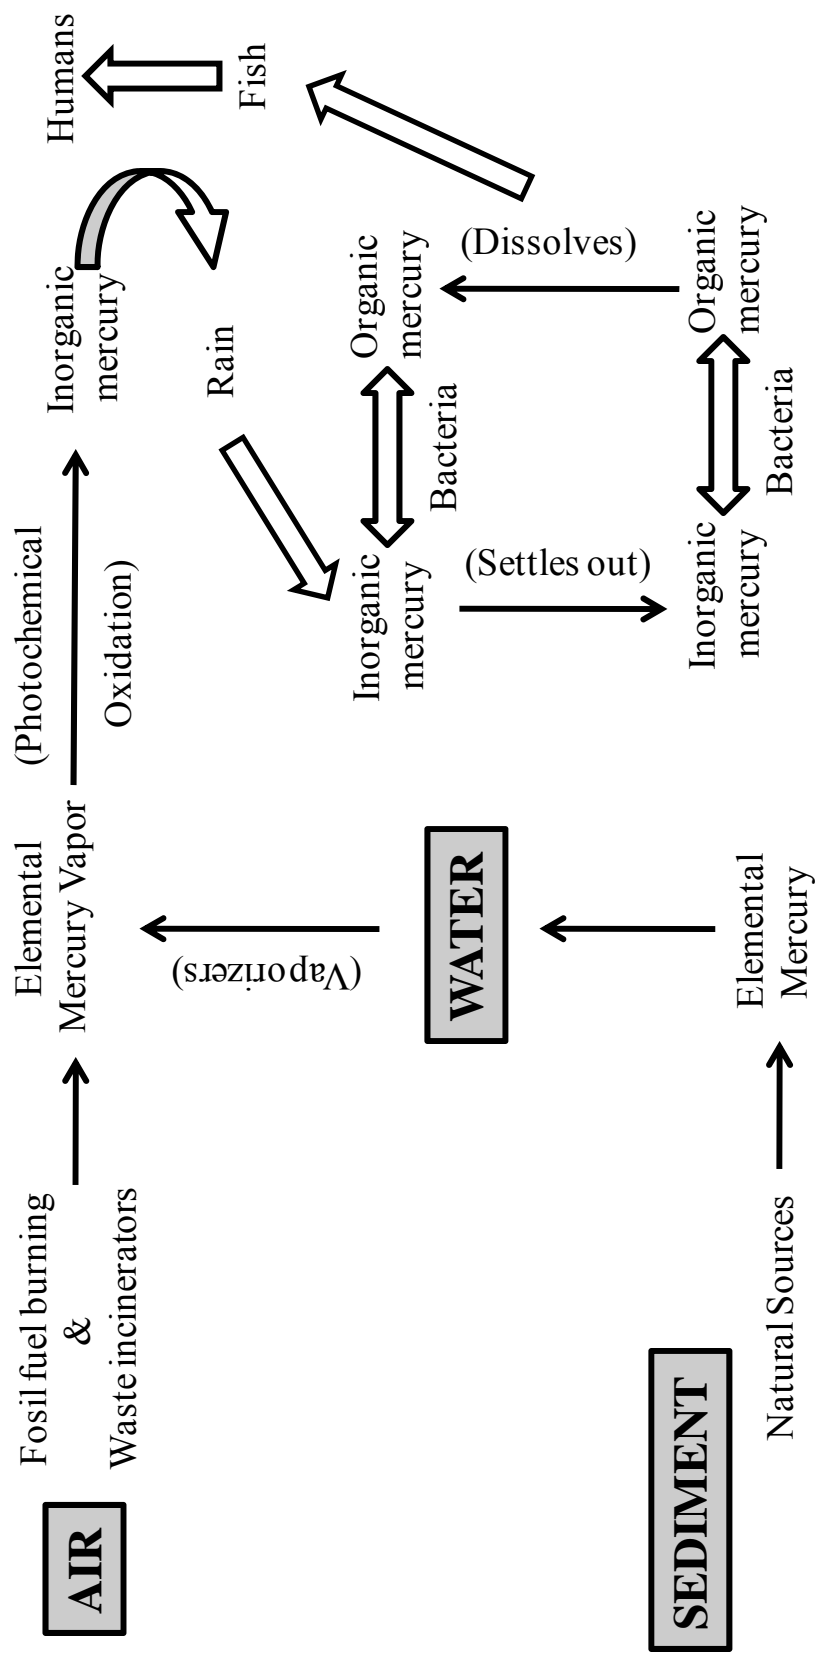 AIR
Fosil fuel burning
&
Waste incinerators
Elemental
Mercury Vapor
(Photochemical
Oxidation)
Inorganic
mercury
Humans
Fish
Rain
(Vaporizers)
WATER
Inorganic
mercury
Bacteria
Organic
mercury
(Settles out)
(Dissolves)
SEDIMENT
Natural Sources
Elemental
Mercury
Inorganic
mercury
Bacteria
Organic
mercury